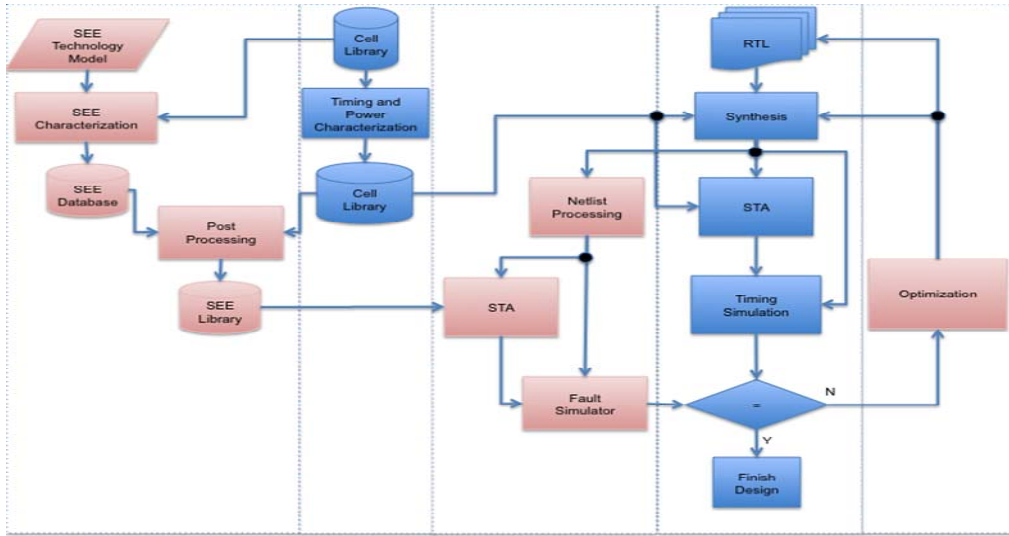 SEE
Technology
Model
Cell
Library
RTL
SEE
Characterization
Timing and
Power
Characterization
Synthesis
SEE
Database
Cell
Library
Netlist
Processing
STA
Post
Processing
SEE
Library
STA
Timing
Simulation
Optimization
Fault
Simulator
=
N
Y
Finish
Design